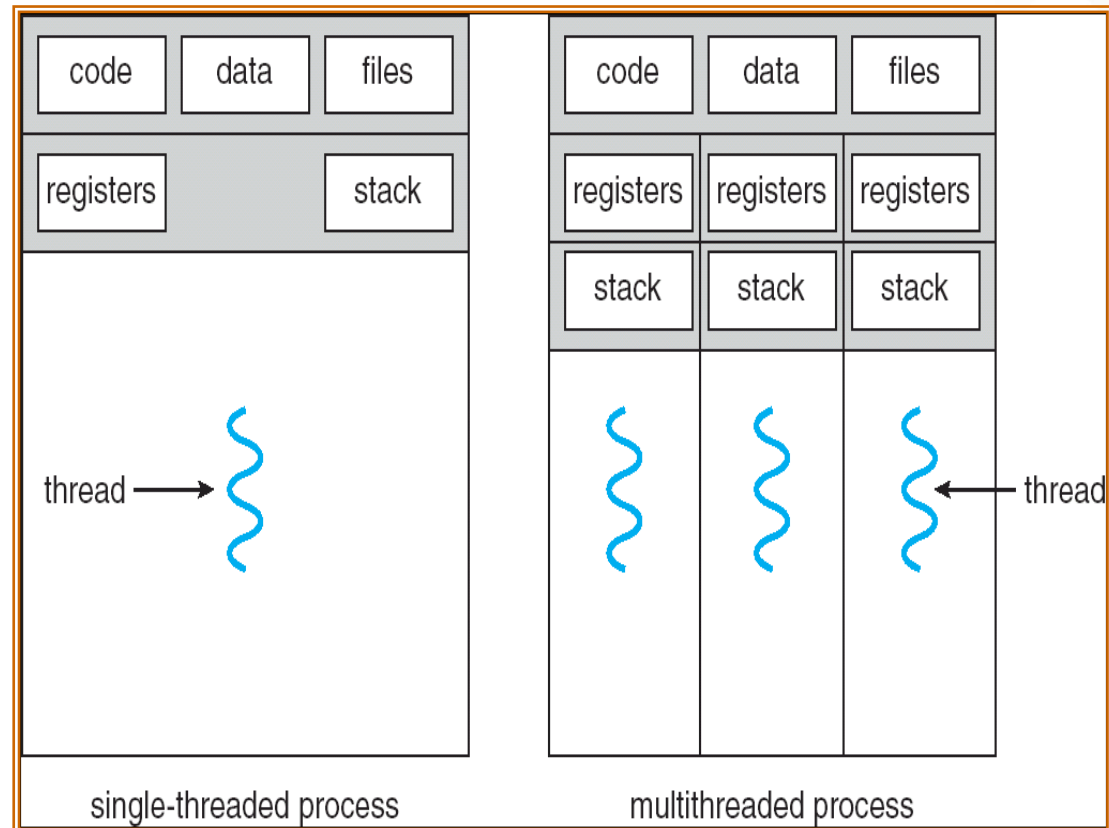 code data files code data files
registers stack registers registers registers
stack stack stack
thread thread
single-threaded process multithreaded process